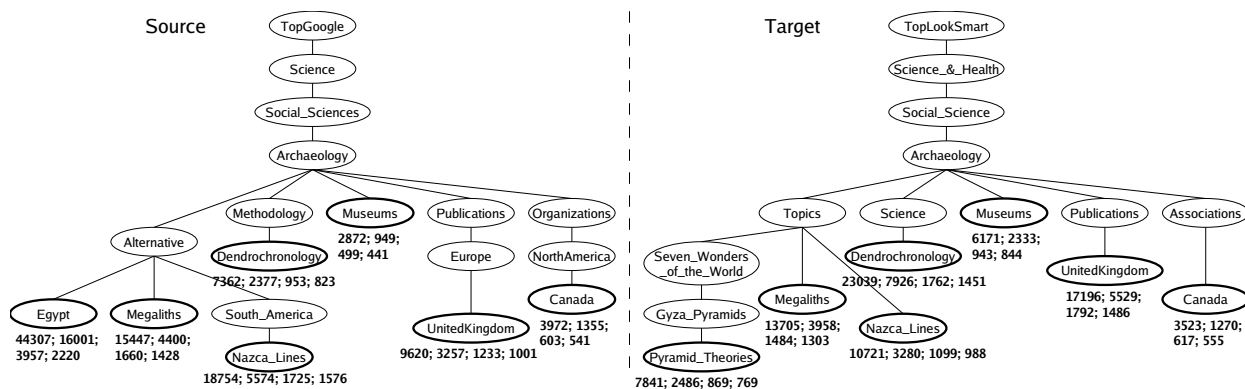 Source
TopGoogle
Science
Social_Sciences
Archaeology
Alternative
Methodology
Museums
2872; 949;
499; 441
Publications
Organizations
Dendrochronology
7362; 2377; 953; 823
Europe
NorthAmerica
Egypt
44307; 16001;
3957; 2220
Megaliths
15447; 4400;
1660; 1428
South_America
Nazca_Lines
18754; 5574; 1725; 1576
UnitedKingdom
9620; 3257; 1233; 1001
Canada
3972; 1355;
603; 541
Target
TopLookSmart
Science_&_Health
Social_Science
Archaeology
Topics
Science
Museums
6171; 2333;
943; 844
Publications
Associations
Seven_Wonders
_of_the_World
Dendrochronology
23039; 7926; 1762; 1451
UnitedKingdom
17196; 5529;
1792; 1486
Gyza_Pyramids
Megaliths
13705; 3958;
1484; 1303
Nazca_Lines
10721; 3280; 1099; 988
Canada
3523; 1270;
617; 555
Pyramid_Theories
7841; 2486; 869; 769